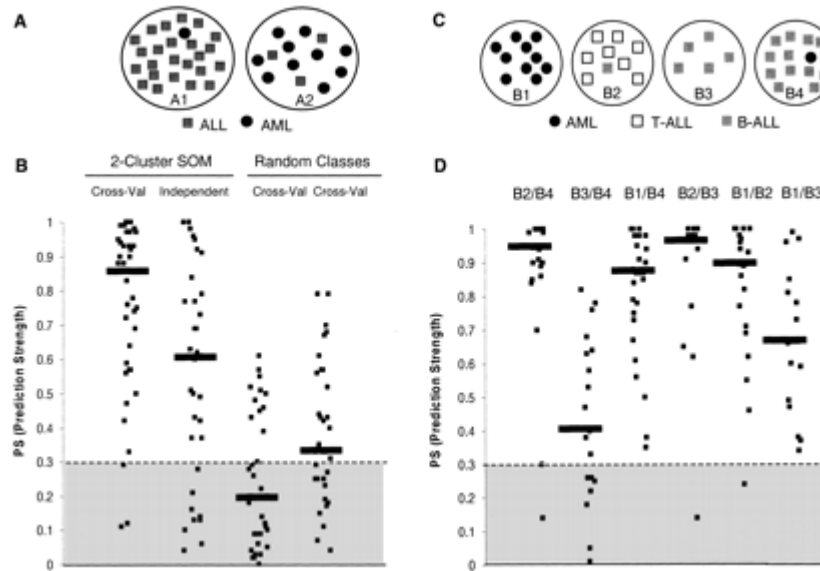 A
A1
A2
ALL AML
B
2-Cluster SOM Random Classes
Cross-Val Independent Cross-Val Cross-Val
PS (Prediction Strength)
1
0.9
0.8
0.7
0.6
0.5
0.4
0.3
0.2
0.1
0
C
B1
B2
B3
B4
AML T-ALL B-ALL
D
B2/B4 B3/B4 B1/B4 B2/B3 B1/B2 B1/B3
PS (Prediction Strength)
1
0.9
0.8
0.7
0.6
0.5
0.4
0.3
0.2
0.1
0